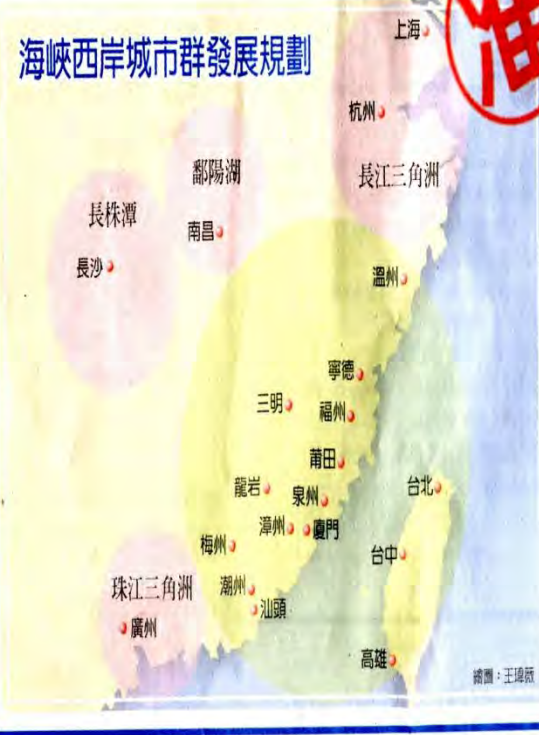 海峽西岸城市群發展規劃
上海
杭州
長江三角洲
鄱陽湖
南昌
長株潭
長沙
溫州
寧德
三明
福州
莆田
龍岩
泉州
台北
漳州
廈門
梅州
台中
珠江三角洲
潮州
汕頭
廣州
高雄
繪圖：王瑋薇